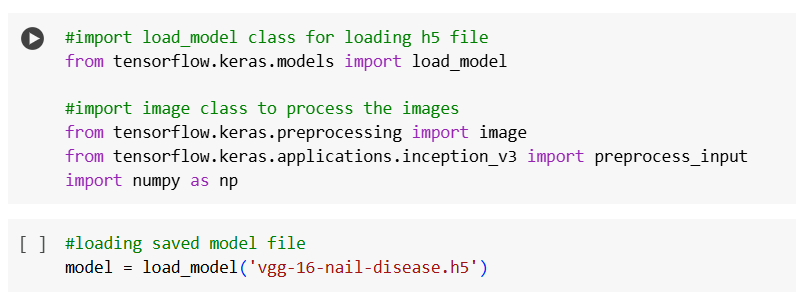 #import load_model class for loading h5 file
from tensorflow.keras.models import load_model
#import image class to process the images
from tensorflow.keras.preprocessing import image
from tensorflow.keras.applications.inception_v3 import preprocess_input
import numpy as np
[ ] #loading saved model file
model = load_model('vgg-16-nail-disease.h5')